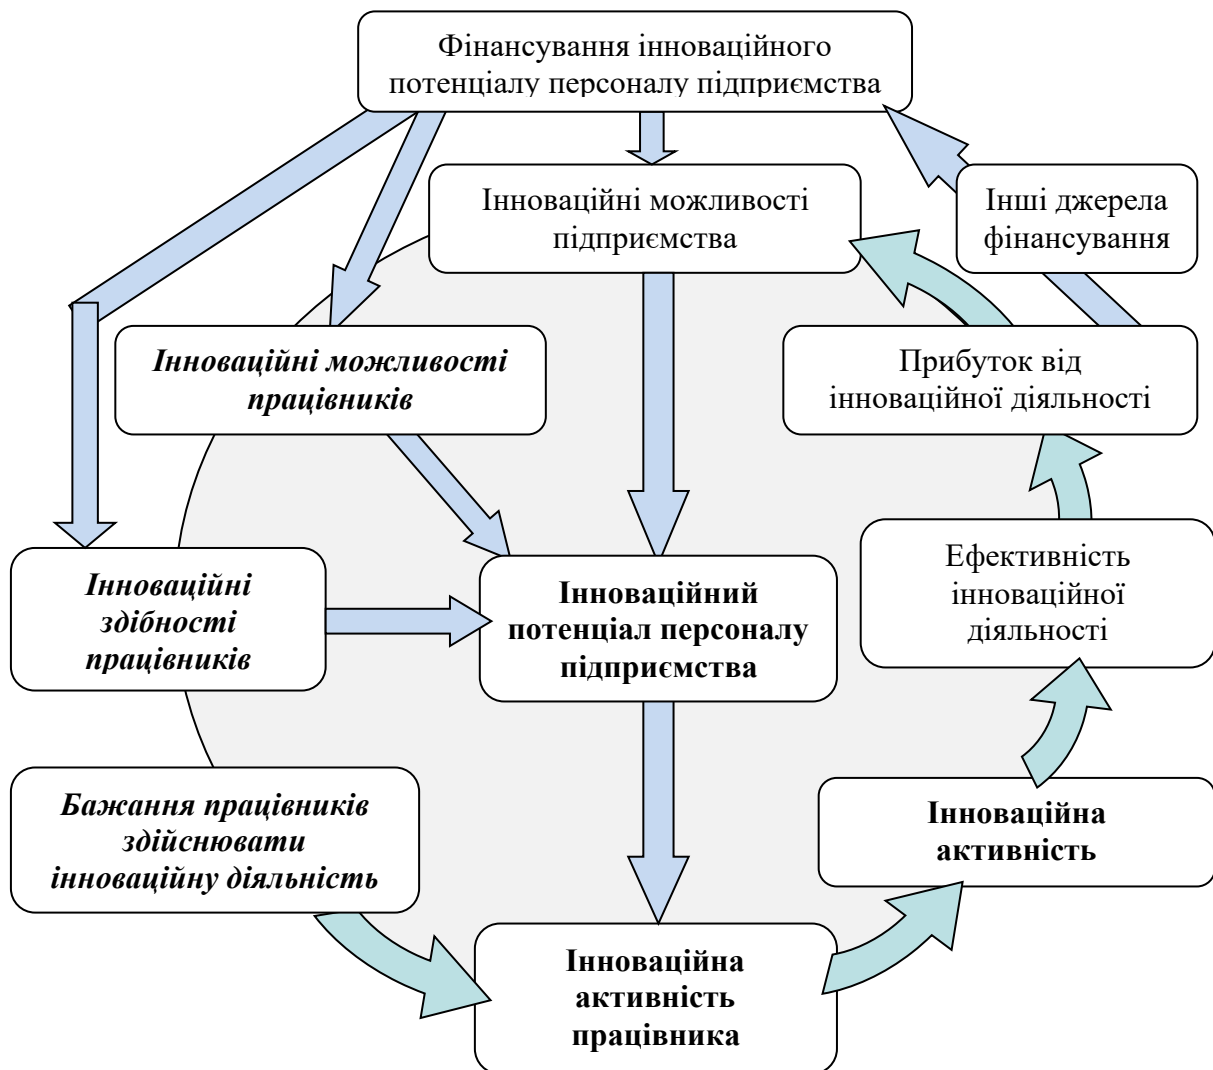 Фінансування інноваційного
потенціалу персоналу підприємства
Інноваційні можливості
підприємства
Інші джерела
фінансування
Інноваційні можливості
працівників
Прибуток від
інноваційної діяльності
Інноваційні
здібності
працівників
Інноваційний
потенціал персоналу
підприємства
Ефективність
інноваційної
діяльності
Бажання працівників
здійснювати
інноваційну діяльність
Інноваційна
активність
Інноваційна
активність
працівника